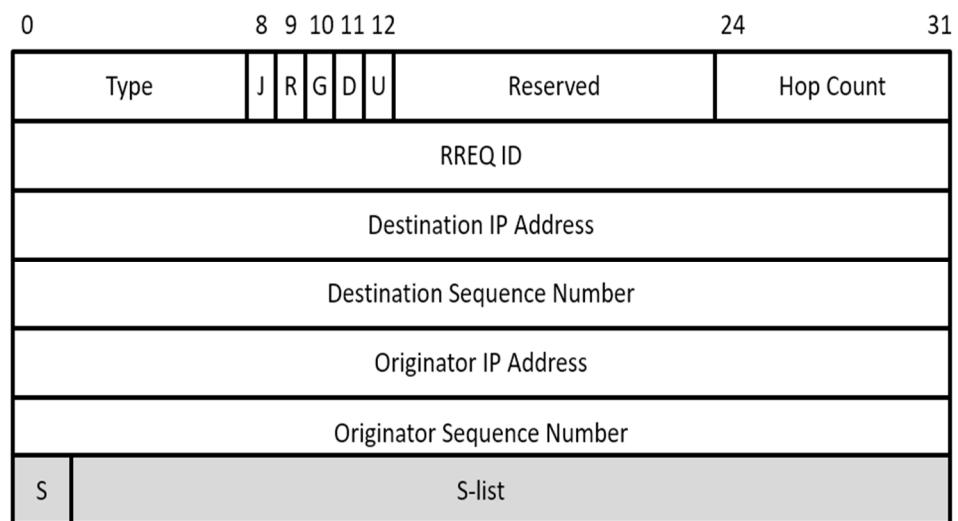 0 8 9 10 11 12 24 31
Type J R G D U Reserved Hop Count
RREQ ID
Destination IP Address
Destination Sequence Number
Originator IP Address
Originator Sequence Number
S S-list